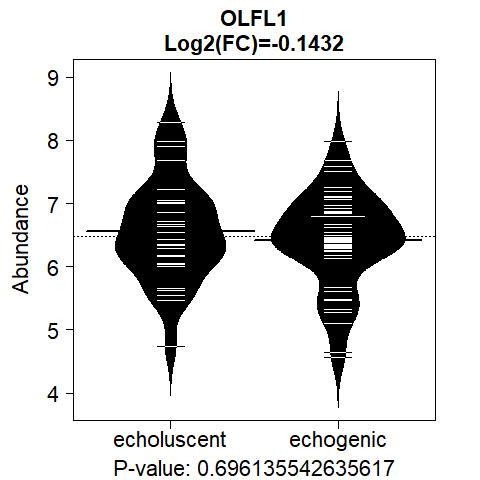 OLFL1
Log2(FC)=-0.1432
9
8
7
6
5
4
Abundance
echoluscent echogenic
P-value: 0.696135542635617